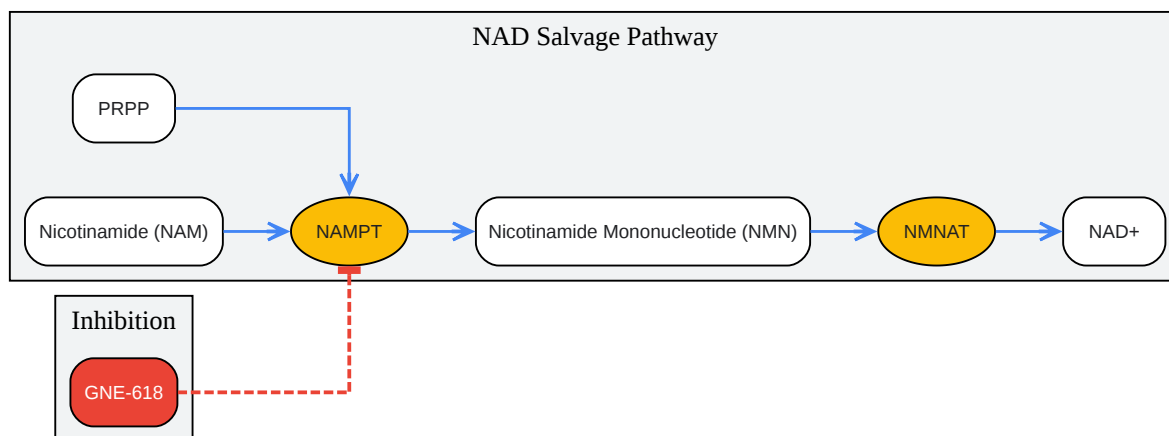 NAD Salvage Pathway
PRPP
Nicotinamide (NAM)
NAMPT
Nicotinamide Mononucleotide (NMN)
NMNAT
NAD+
Inhibition
GNE-618